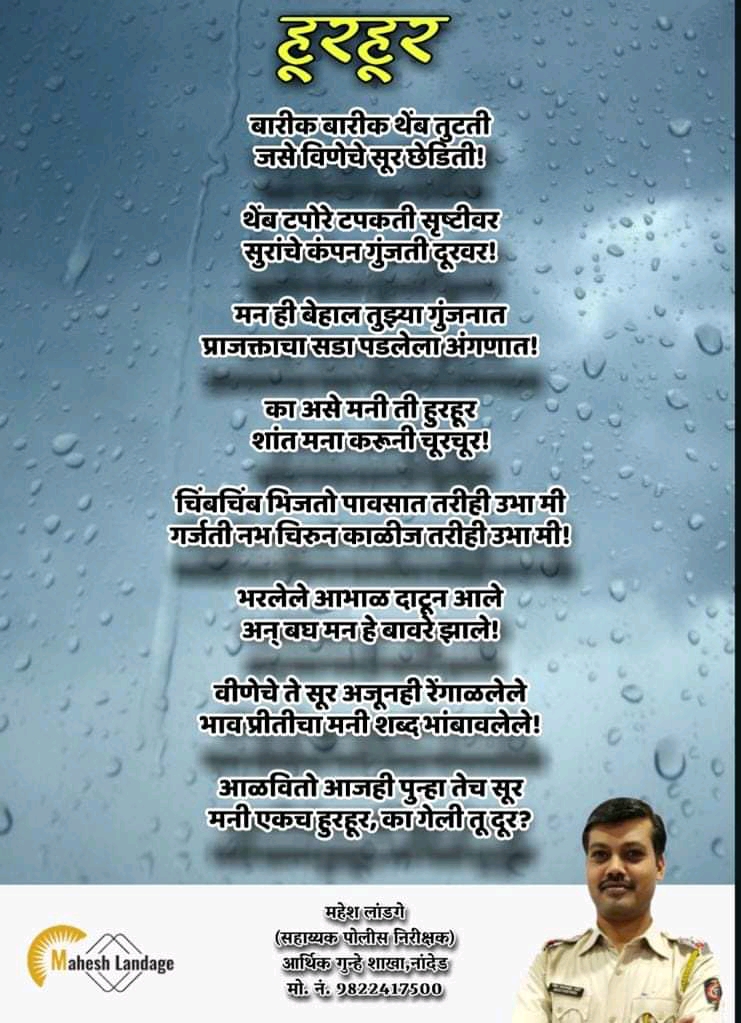 हूरहूर
बारीक बारीक थेंब तुटती
जसे विणेचे सूर छेडिती!
थेंब टपोरे टपकती सृष्टीवर
सुरांचे कंपन गुंजती दूरवर!
मन ही बेहाल तुझ्या गुंजनात
प्राजक्ताचा सडा पडलेला अंगणात!
का असे मनी ती हुरहूर
शांत मना करूनी चूरचूर!
चिंबचिंब भिजतो पावसात तरीही उभा मी
गर्जती नभ चिरुन काळीज तरीही उभा मी!
भरलेले आभाळ दाटून आले
अन् बघ मन हे बावरे झाले!
वीणेचे ते सूर अजूनही रेंगाळलेले
भाव प्रीतीचा मनी शब्द भांबावलेले!
आळवितो आजही पुन्हा तेच सूर
मनी एकच हुरहूर, का गेली तू दूर?
महेश लांडगे
(सहाय्यक पोलीस निरीक्षक)
आर्थिक गुन्हे शाखा,नांदेड
मो. नं. 9822417500
Mahesh Landage